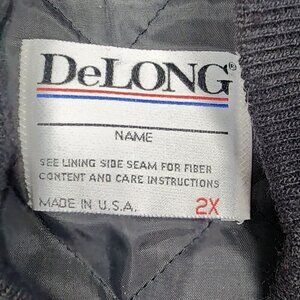 DeLONG®
NAME
SEE LINING SIDE SEAM FOR FIBER
CONTENT AND CARE INSTRUCTIONS
MADE IN U.S.A. 2X